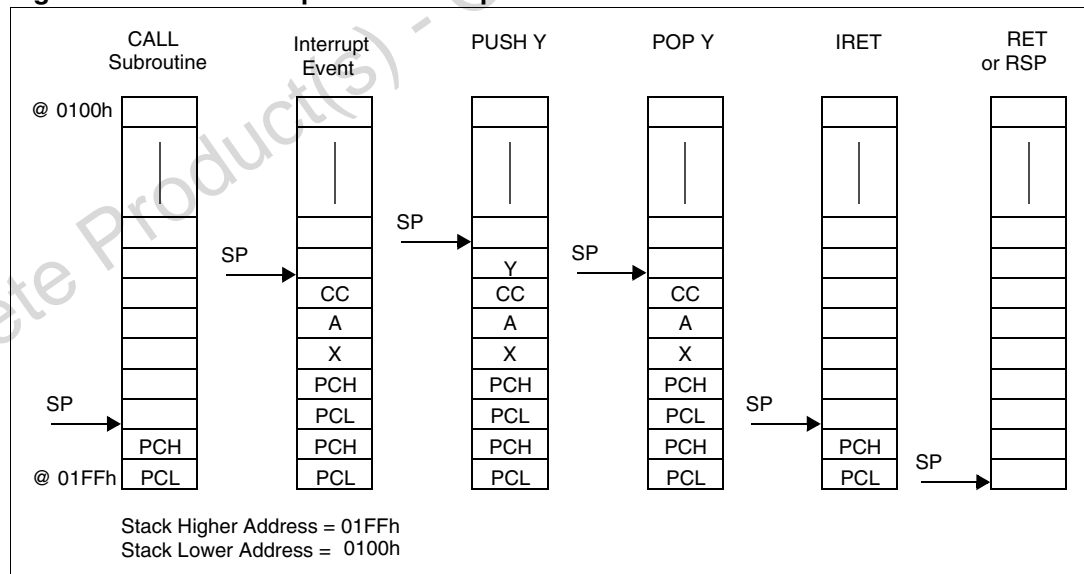 CALL
Subroutine
Interrupt
Event
PUSH Y
POP Y
IRET
RET
or RSP
@ 0100h
SP
SP
SP
Y
CC
CC
CC
A
A
A
X
X
X
PCH
PCH
PCH
SP
SP
PCL
PCL
PCL
PCH
PCH
PCH
PCH
PCH
SP
@ 01FFh
PCL
PCL
PCL
PCL
PCL
Stack Higher Address = 01FFh
Stack Lower Address = 0100h
ete Product(s) -